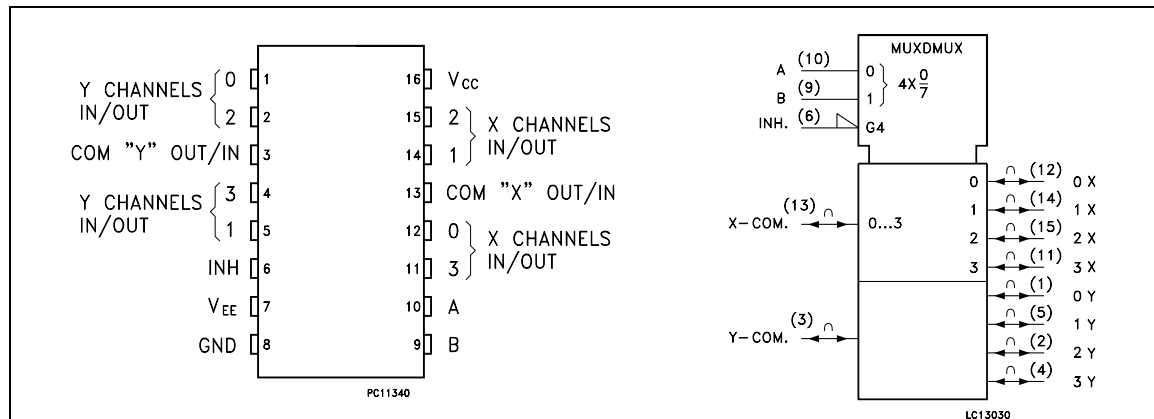 Y CHANNELS
IN/OUT
0
2
COM "Y" OUT/IN
Y CHANNELS
IN/OUT
3
1
INH
VEE
GND
1
2
3
4
5
6
7
8
16
15
14
13
12
11
10
9
VCC
2
1
X CHANNELS
IN/OUT
COM "X" OUT/IN
0
3
X CHANNELS
IN/OUT
A
B
PC11340
MUXDMUX
A (10) 0
B (9) 1
4X 0/7
INH. (6) G4
X-COM. (13) ∩ 0...3
0 ∩ (12) 0 X
1 ∩ (14) 1 X
2 ∩ (15) 2 X
3 ∩ (11) 3 X
∩ (1) 0 Y
∩ (5) 1 Y
Y-COM. (3) ∩
∩ (2) 2 Y
∩ (4) 3 Y
LC13030